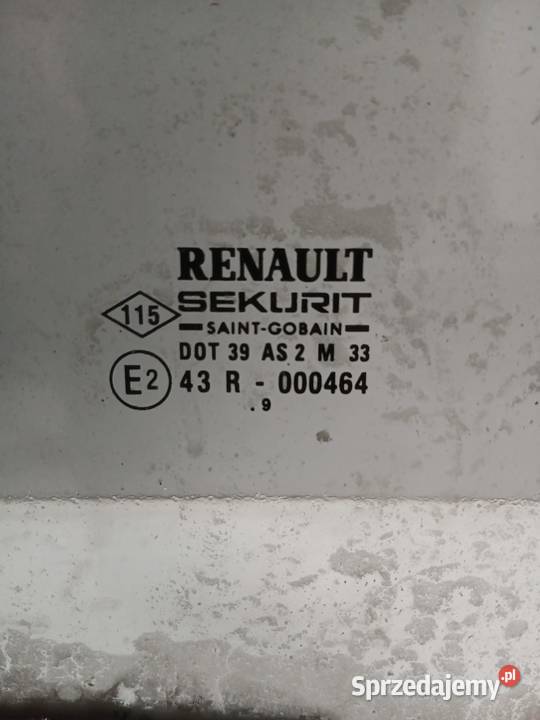 RENAULT
115
SEKURIT
SAINT-GOBAIN
DOT 39 AS 2 M 33
E2
43 R - 000464
. 9
Sprzedajemy.pl